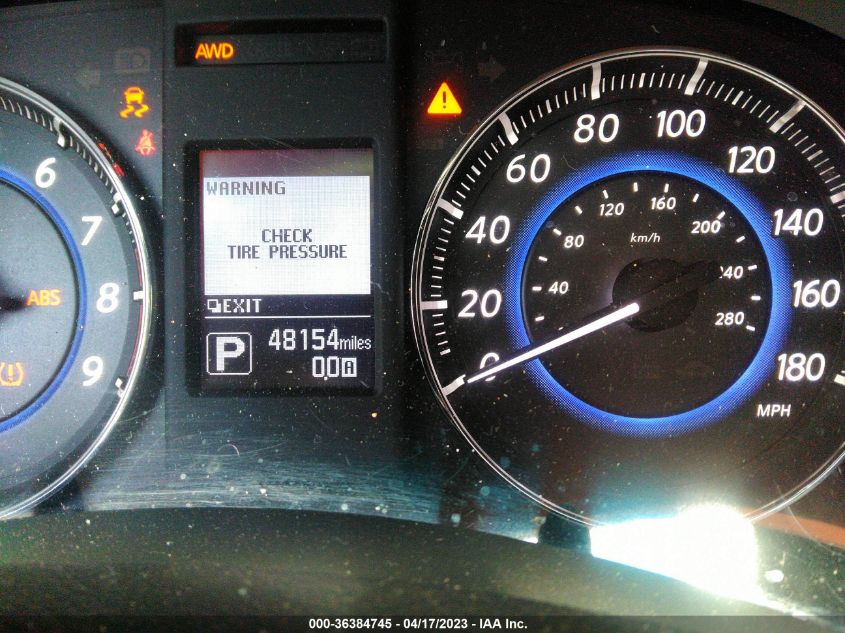 AWD
WARNING
CHECK
TIRE PRESSURE
EXIT
P
48154 miles
0.0 A
6
7
8
9
ABS
0
20
40
60
80
100
120
140
160
180
MPH
km/h
40
80
120
160
200
240
280
000-36384745 - 04/17/2023 - IAA Inc.